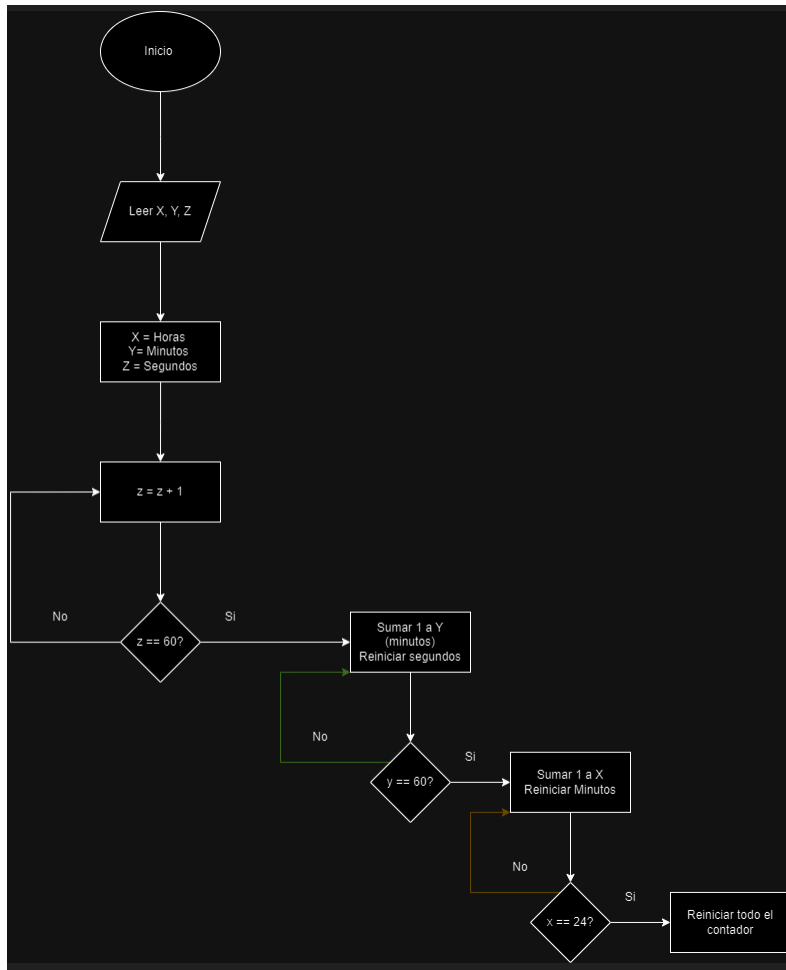 Inicio
Leer X, Y, Z
X = Horas
Y= Minutos
Z = Segundos
z = z + 1
No
Si
z == 60?
Sumar 1 a Y
(minutos)
Reiniciar segundos
No
Si
y == 60?
Sumar 1 a X
Reiniciar Minutos
No
Si
x == 24?
Reiniciar todo el
contador